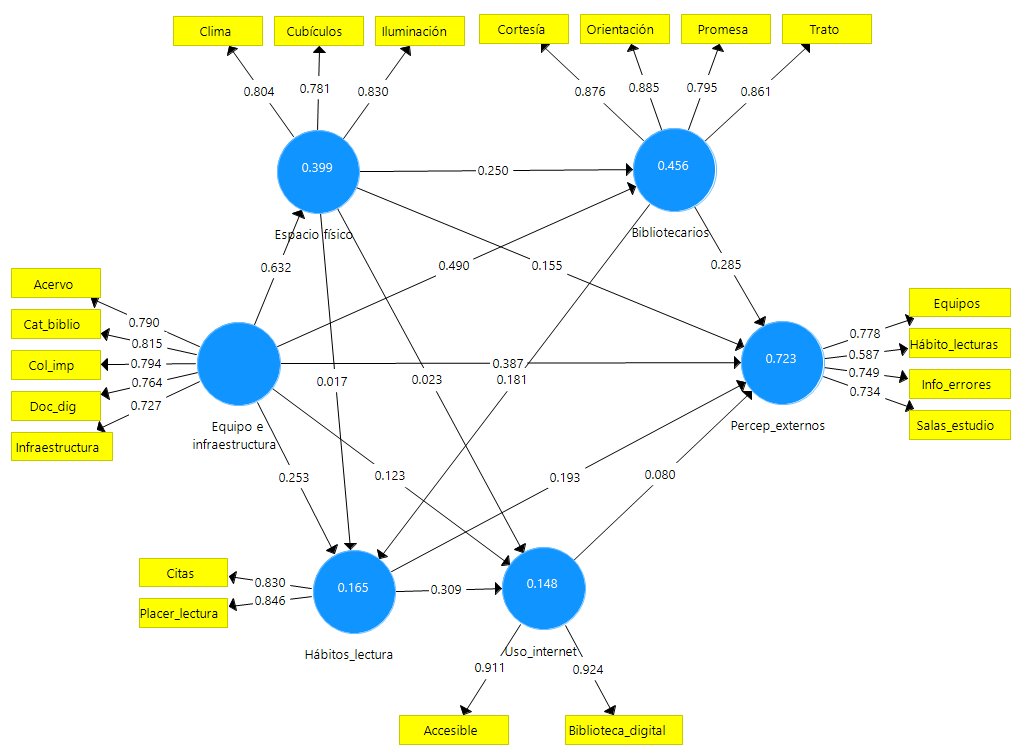 Clima
Cubículos
Iluminación
Cortesía
Orientación
Promesa
Trato
0.804
0.781
0.830
0.876
0.885
0.795
0.861
0.399
0.456
0.250
Espacio físico
Bibliotecarios
0.632
0.490
0.155
0.285
Acervo
Cat_biblio
Col_imp
Doc_dig
Infraestructura
0.790
0.815
0.794
0.764
0.727
Equipo e
infraestructura
0.387
0.017
0.023
0.181
0.723
Percep_externos
0.778
0.587
0.749
0.734
Equipos
Hábito_lecturas
Info_errores
Salas_estudio
0.253
0.123
0.193
0.080
Citas
Placer_lectura
0.830
0.846
0.165
0.309
0.148
Hábitos_lectura
Uso_internet
0.911
0.924
Accesible
Biblioteca_digital